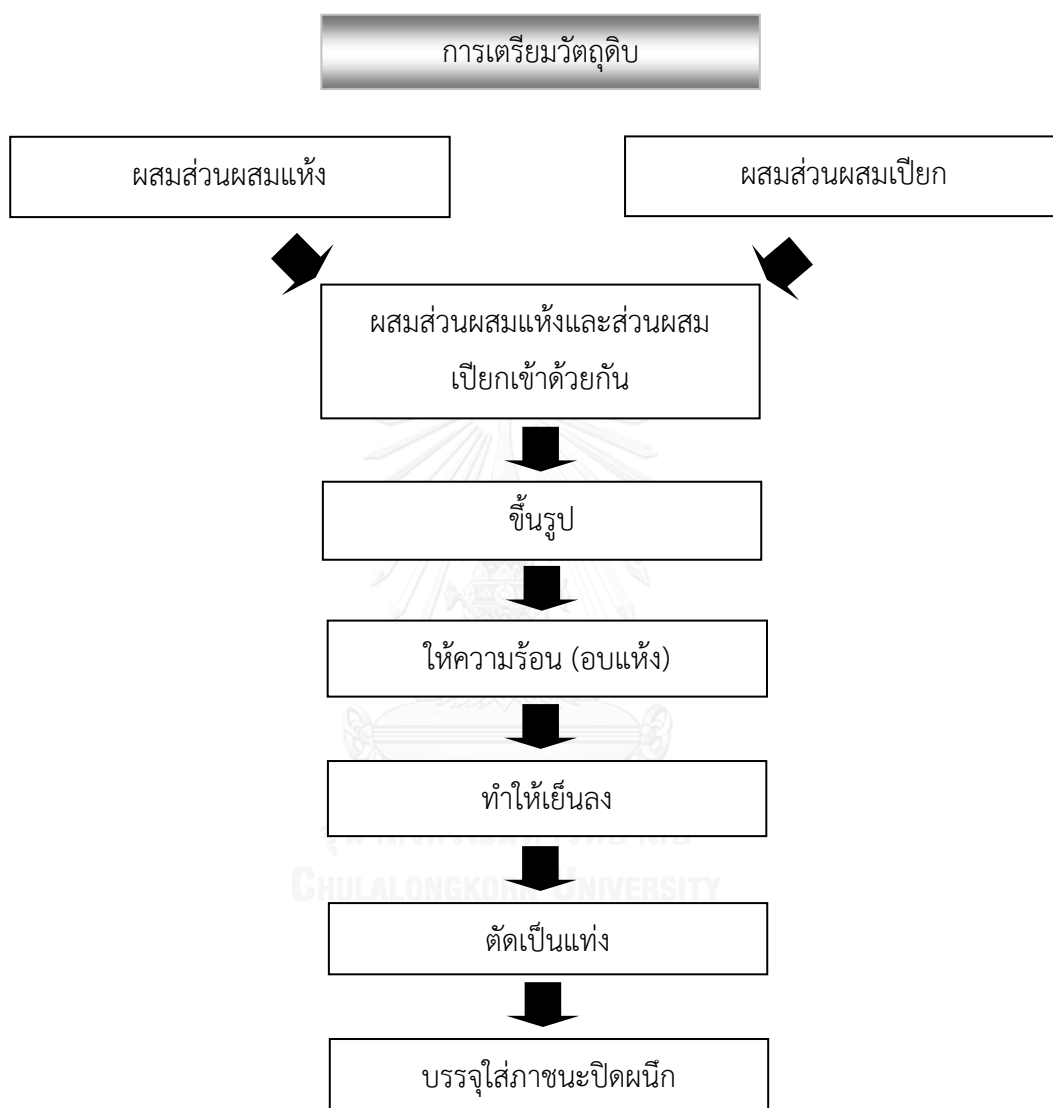 การเตรียมวัตถุดิบ
ผสมส่วนผสมแห้ง
ผสมส่วนผสมเปียก
ผสมส่วนผสมแห้งและส่วนผสม
เปียกเข้าด้วยกัน
ขึ้นรูป
ให้ความร้อน (อบแห้ง)
ทำให้เย็นลง
CHULALONGKORN UNIVERSITY
ตัดเป็นแท่ง
บรรจุใส่ภาชนะปิดผนึก